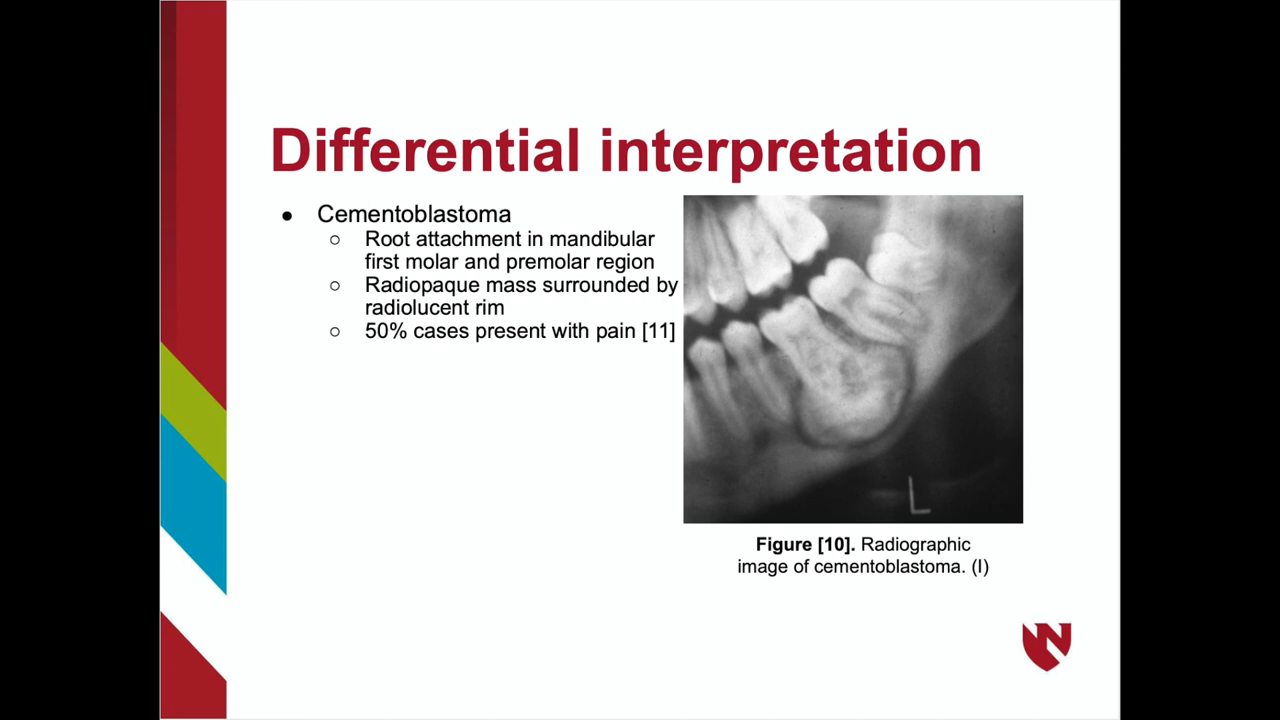 Differential interpretation
● Cementoblastoma
○ Root attachment in mandibular
first molar and premolar region
○ Radiopaque mass surrounded by
radiolucent rim
○ 50% cases present with pain [11]
L
Figure [10]. Radiographic
image of cementoblastoma. (I)
N